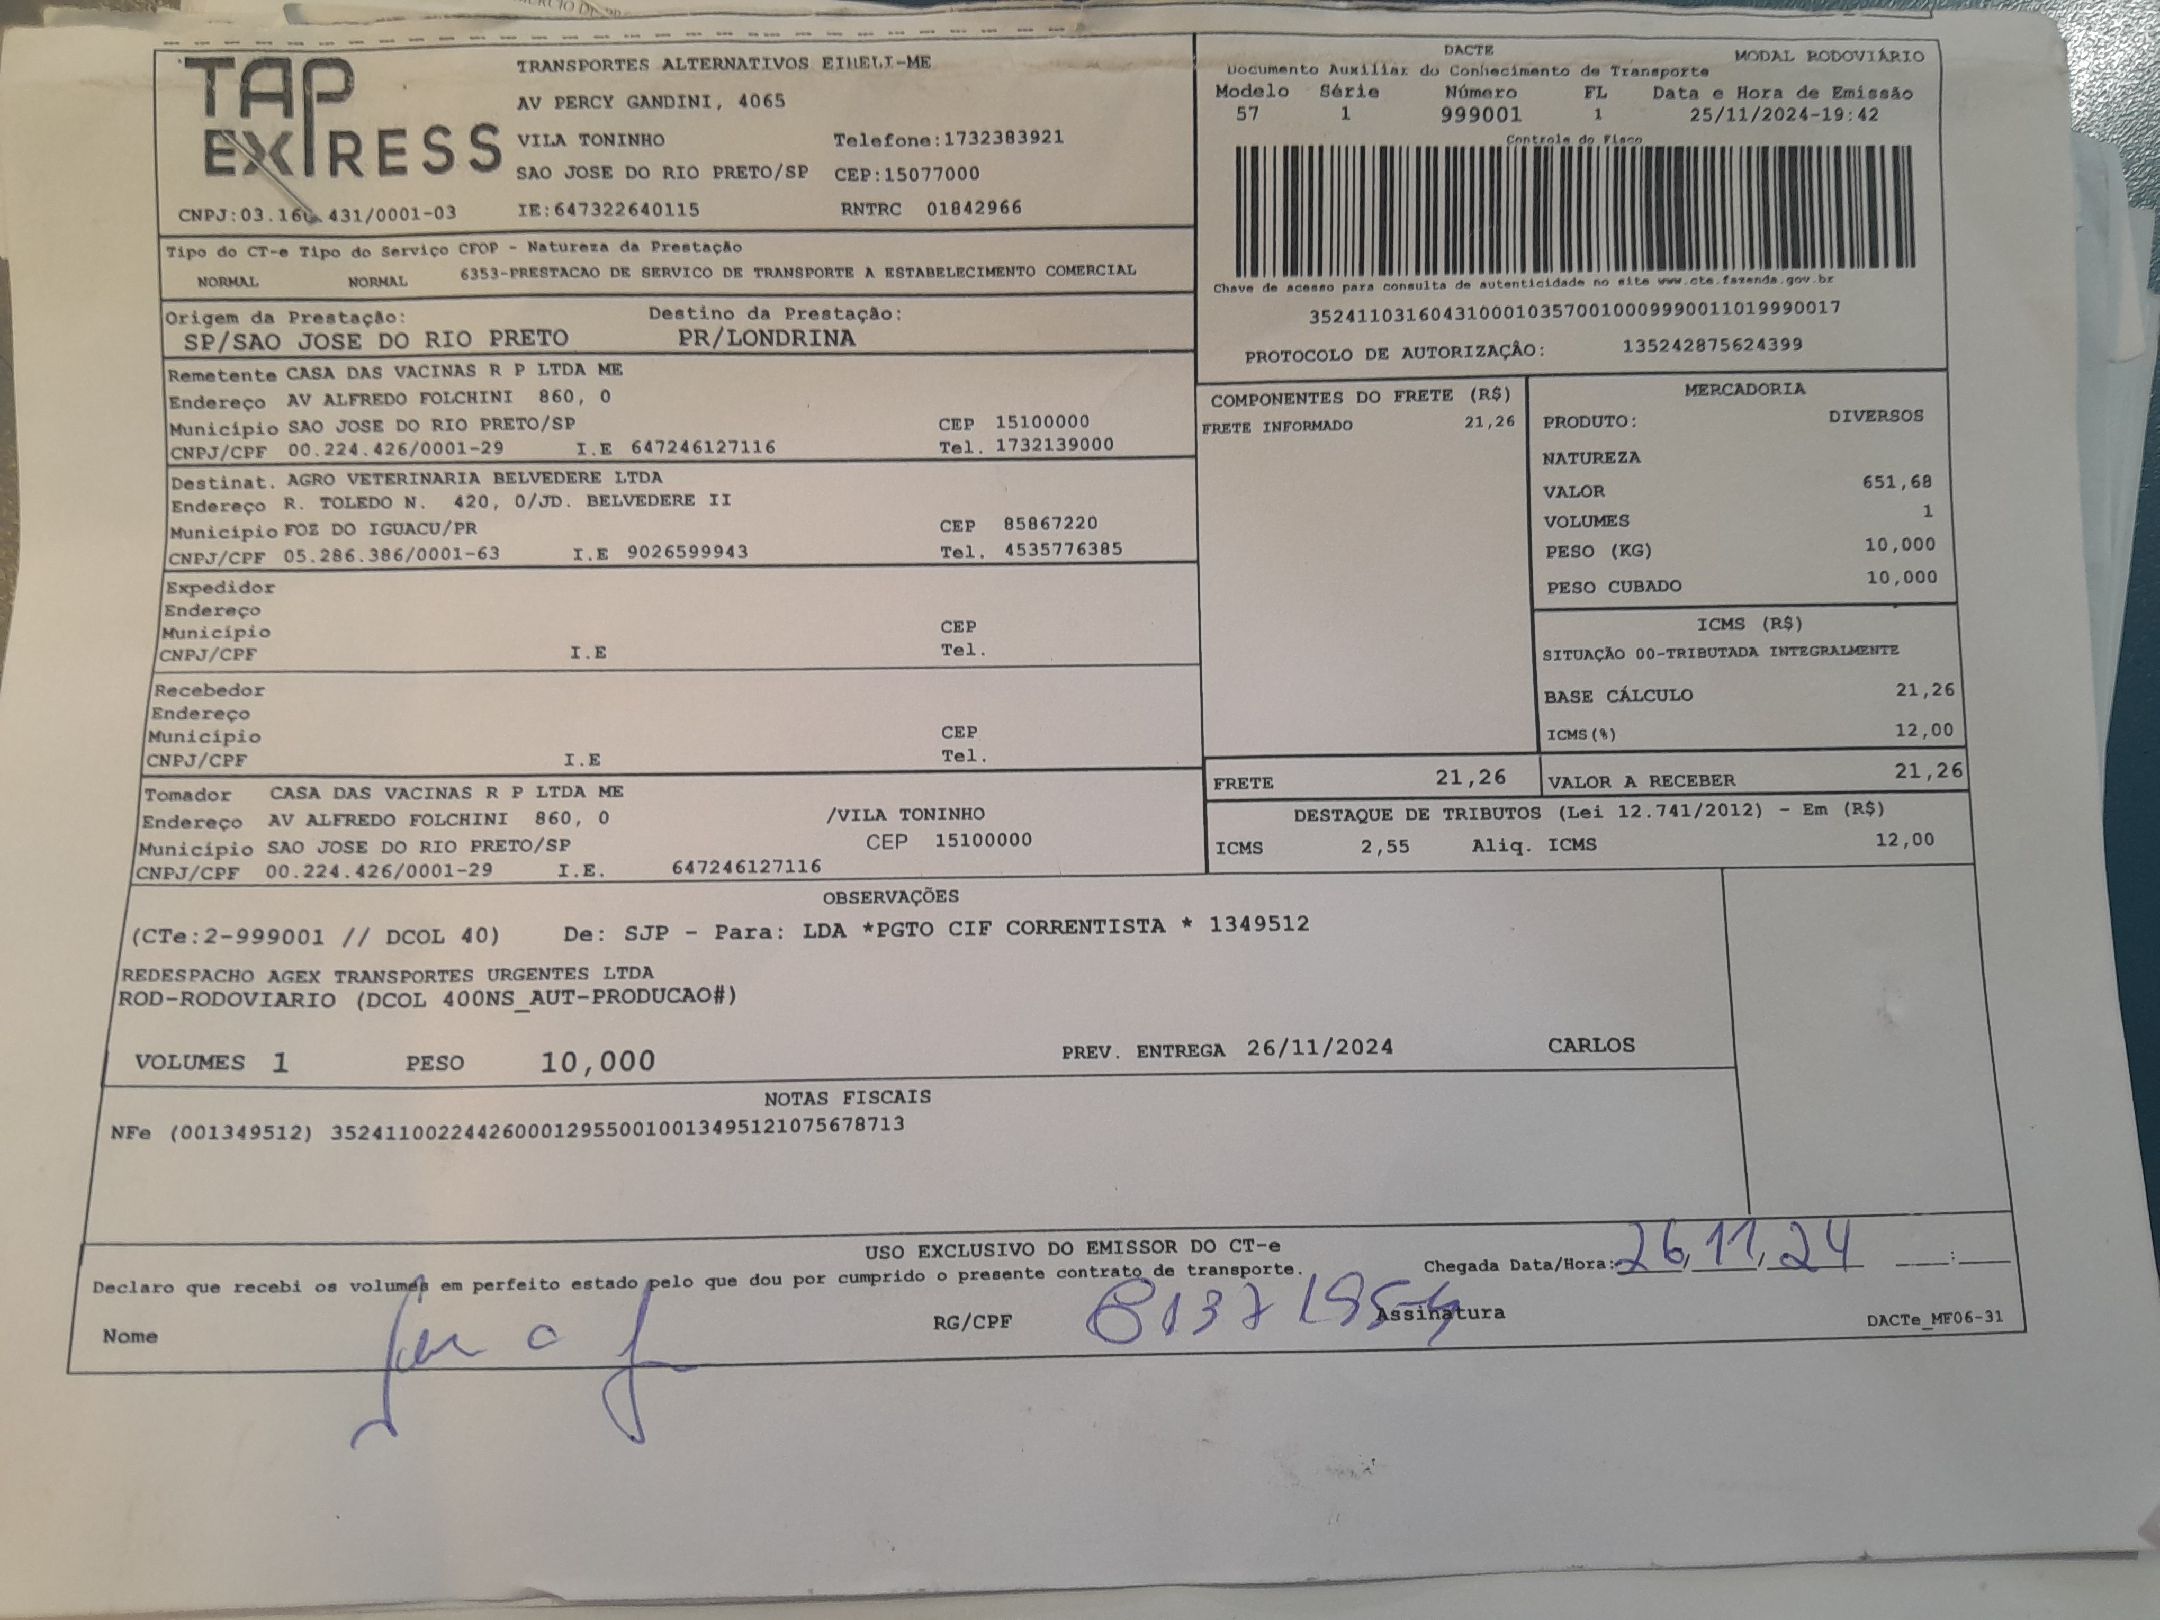 TAP EXPRESS
TRANSPORTES ALTERNATIVOS EIRELI-ME
AV PERCY GANDINI, 4065
VILA TONINHO Telefone:1732383921
SAO JOSE DO RIO PRETO/SP CEP:15077000
CNPJ:03.160.431/0001-03 IE:647322640115 RNTRC 01842966
DACTE MODAL RODOVIÁRIO
Documento Auxiliar do Conhecimento de Transporte
Modelo Série Número FL Data e Hora de Emissão
57 1 999001 1 25/11/2024-19:42
Controle do Fisco
Chave de acesso para consulta de autenticidade no site www.cte.fazenda.gov.br
35241103160431000103570010009990011019990017
PROTOCOLO DE AUTORIZAÇÃO: 135242875624399
Tipo do CT-e Tipo do Serviço CFOP - Natureza da Prestação
NORMAL NORMAL 6353-PRESTACAO DE SERVICO DE TRANSPORTE A ESTABELECIMENTO COMERCIAL
Origem da Prestação: Destino da Prestação:
SP/SAO JOSE DO RIO PRETO PR/LONDRINA
Remetente CASA DAS VACINAS R P LTDA ME
Endereço AV ALFREDO FOLCHINI 860, 0
Município SAO JOSE DO RIO PRETO/SP CEP 15100000
CNPJ/CPF 00.224.426/0001-29 I.E 647246127116 Tel. 1732139000
Destinat. AGRO VETERINARIA BELVEDERE LTDA
Endereço R. TOLEDO N. 420, 0/JD. BELVEDERE II
Município FOZ DO IGUACU/PR CEP 85867220
CNPJ/CPF 05.286.386/0001-63 I.E 9026599943 Tel. 4535776385
Expedidor
Endereço
Município CEP
CNPJ/CPF I.E Tel.
Recebedor
Endereço
Município CEP
CNPJ/CPF I.E Tel.
Tomador CASA DAS VACINAS R P LTDA ME
Endereço AV ALFREDO FOLCHINI 860, 0 /VILA TONINHO
Município SAO JOSE DO RIO PRETO/SP CEP 15100000
CNPJ/CPF 00.224.426/0001-29 I.E. 647246127116
COMPONENTES DO FRETE (R$)
FRETE INFORMADO 21,26
MERCADORIA
PRODUTO: DIVERSOS
NATUREZA
VALOR 651,68
VOLUMES 1
PESO (KG) 10,000
PESO CUBADO 10,000
ICMS (R$)
SITUAÇÃO 00-TRIBUTADA INTEGRALMENTE
BASE CÁLCULO 21,26
ICMS(%) 12,00
FRETE 21,26 VALOR A RECEBER 21,26
DESTAQUE DE TRIBUTOS (Lei 12.741/2012) - Em (R$)
ICMS 2,55 Aliq. ICMS 12,00
OBSERVAÇÕES
(CTe:2-999001 // DCOL 40) De: SJP - Para: LDA *PGTO CIF CORRENTISTA * 1349512
REDESPACHO AGEX TRANSPORTES URGENTES LTDA
ROD-RODOVIARIO (DCOL 400NS_AUT-PRODUCAO#)
VOLUMES 1 PESO 10,000 PREV. ENTREGA 26/11/2024 CARLOS
NOTAS FISCAIS
NFe (001349512) 35241100224426000129550010013495121075678713
USO EXCLUSIVO DO EMISSOR DO CT-e
Declaro que recebi os volumes em perfeito estado pelo que dou por cumprido o presente contrato de transporte.
Chegada Data/Hora: 26,11,24 :
Nome RG/CPF Assinatura
DACTe_MF06-31